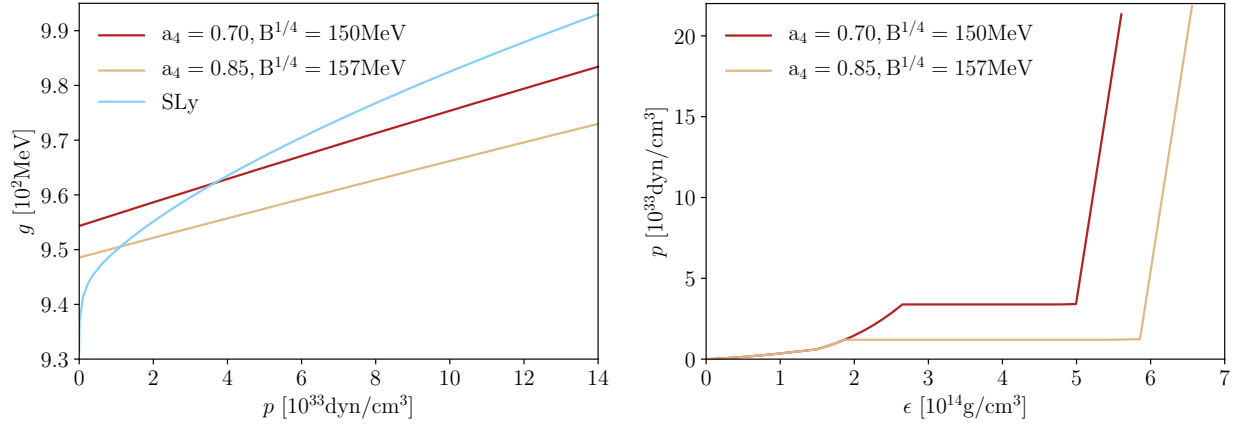 9.9
9.8
9.7
9.6
9.5
9.4
9.3
g [10²MeV]
a₄ = 0.70, B^{1/4} = 150MeV
a₄ = 0.85, B^{1/4} = 157MeV
SLy
0 2 4 6 8 10 12 14
p [10³³dyn/cm³]
20
15
10
5
0
p [10³³dyn/cm³]
a₄ = 0.70, B^{1/4} = 150MeV
a₄ = 0.85, B^{1/4} = 157MeV
0 1 2 3 4 5 6 7
ϵ [10¹⁴g/cm³]